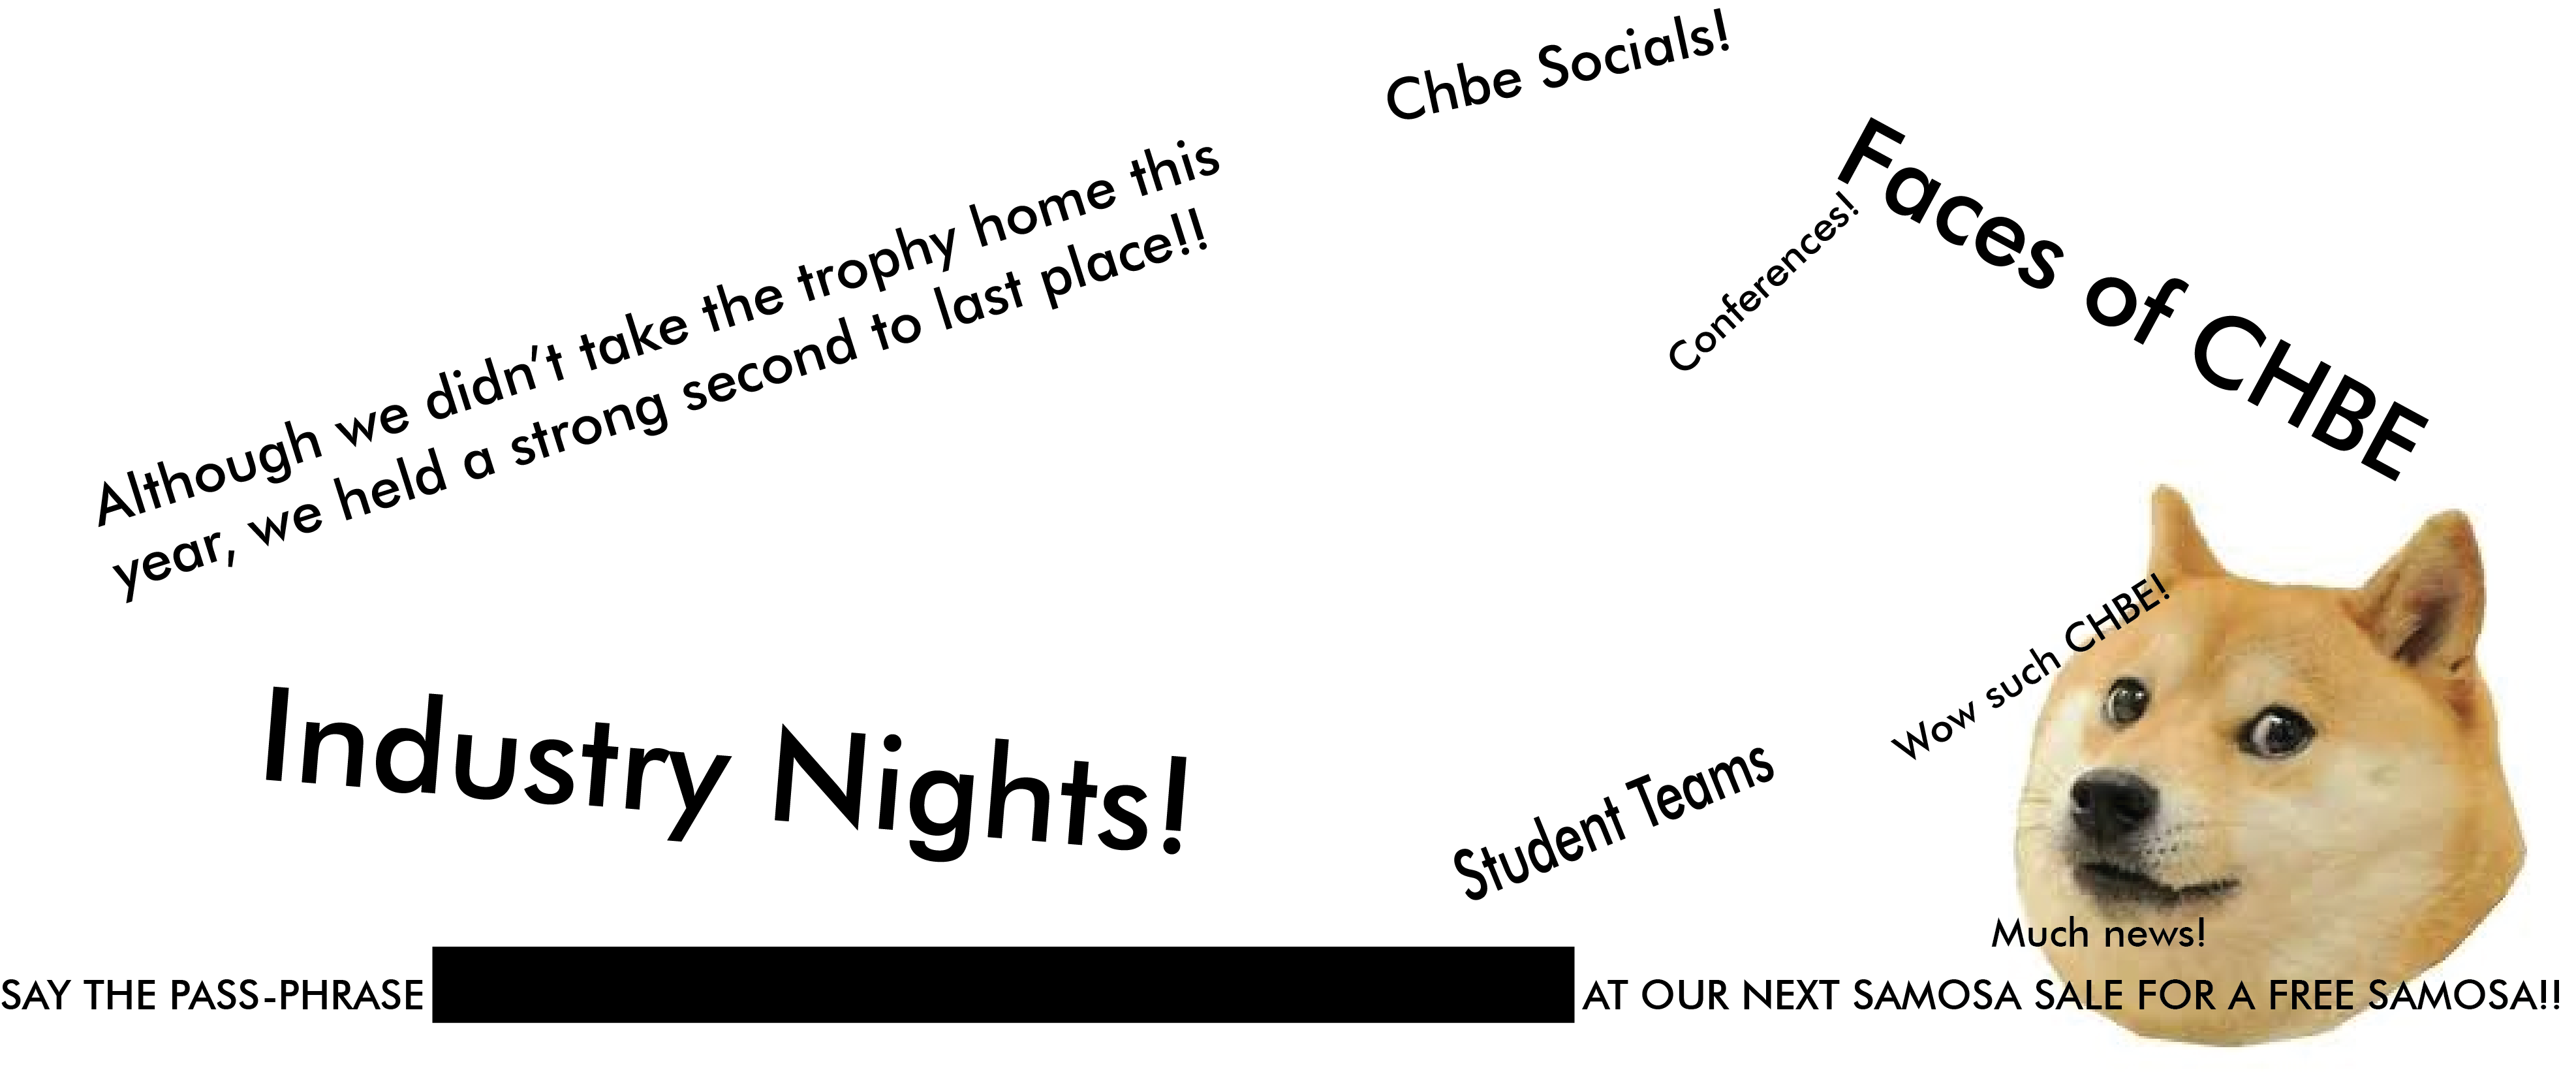 Chbe Socials!
Although we didn't take the trophy home this
year, we held a strong second to last place!!
Conferences!
Faces of CHBE
Industry Nights!
Student Teams
Wow such CHBE!
Much news!
SAY THE PASS-PHRASE AT OUR NEXT SAMOSA SALE FOR A FREE SAMOSA!!